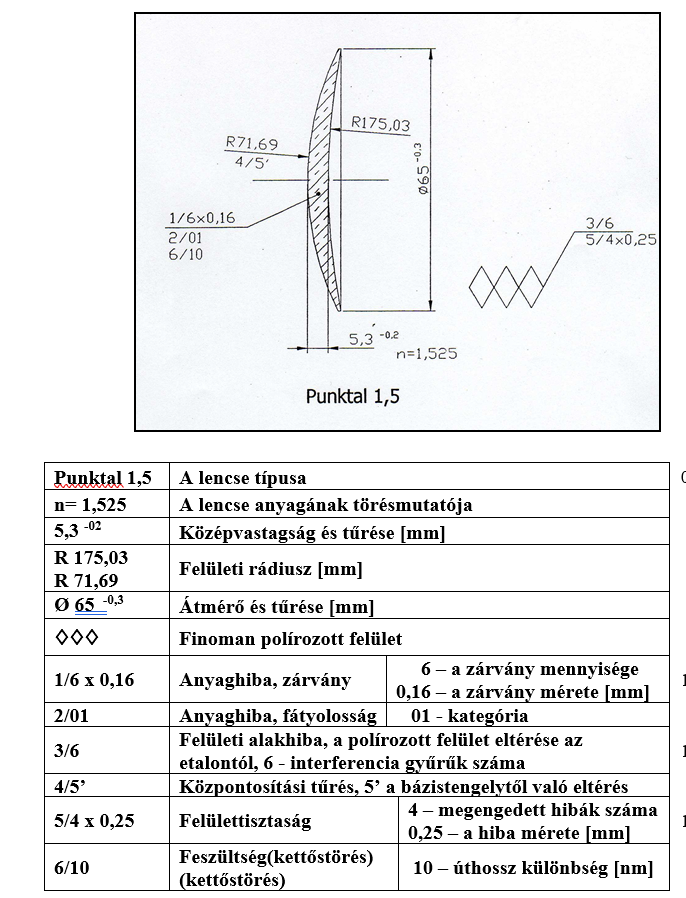 R71,69
4/5'
R175,03
Ø65 -0.3
1/6x0,16
2/01
6/10
3/6
5/4x0,25
5,3 -0.2
n=1,525
Punktal 1,5
Punktal 1,5 A lencse típusa
n= 1,525 A lencse anyagának törésmutatója
5,3 -02 Középvastagság és tűrése [mm]
R 175,03
R 71,69
Felületi rádiusz [mm]
Ø 65 -0,3 Átmérő és tűrése [mm]
◊◊◊ Finoman polírozott felület
1/6 x 0,16 Anyaghiba, zárvány
6 – a zárvány mennyisége
0,16 – a zárvány mérete [mm]
2/01 Anyaghiba, fátyolosság 01 - kategória
3/6
Felületi alakhiba, a polírozott felület eltérése az
etalontól, 6 - interferencia gyűrűk száma
4/5’ Központosítási tűrés, 5’ a bázistengelytől való eltérés
5/4 x 0,25 Felülettisztaság
4 – megengedett hibák száma
0,25 – a hiba mérete [mm]
6/10
Feszültség(kettőstörés)
(kettőstörés)
10 – úthossz különbség [nm]